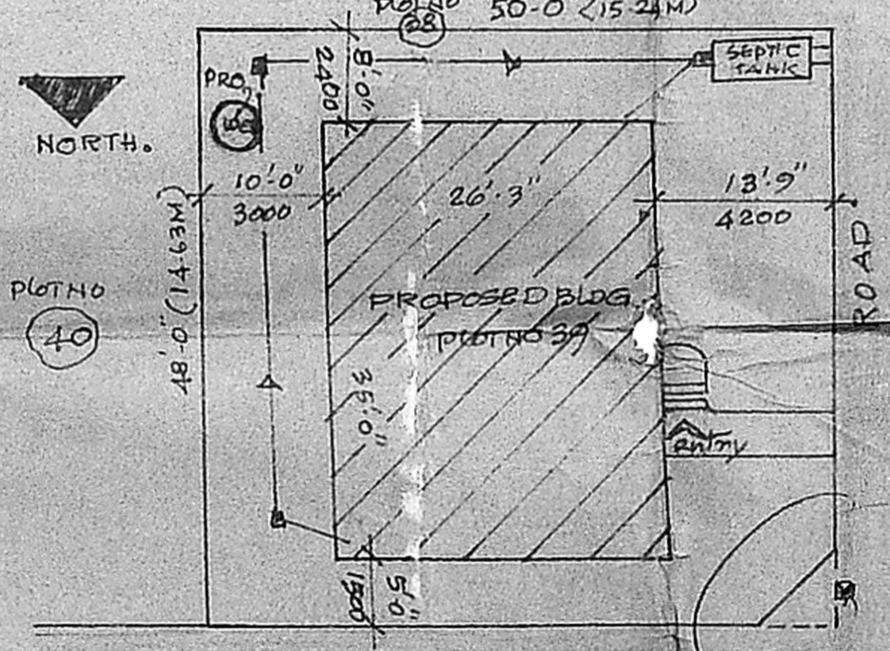 PLOT NO
28
50-0 (15.24M)
SEPTIC
TANK
8'-0"
2400
PRO,
NORTH.
10'-0"
3000
26'-3"
13'-9"
4200
48'-0" (14.63M)
ROAD
PLOT NO
40
PROPOSED BLDG.
PLOT NO 39
35'-0"
Entry
1500
5'-0"